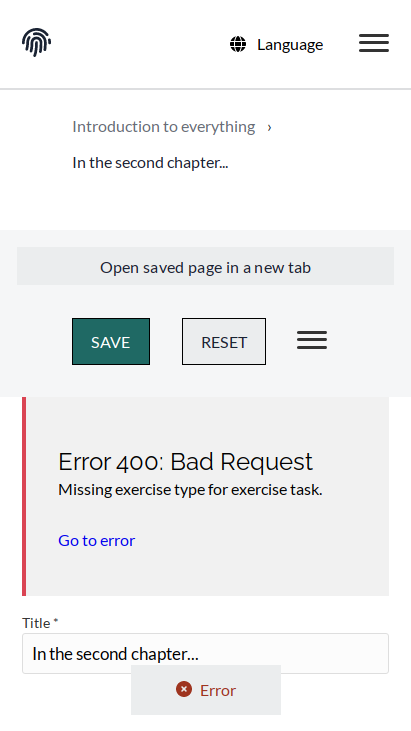 Language
Introduction to everything ›
In the second chapter...
Open saved page in a new tab
SAVE RESET
Error 400: Bad Request
Missing exercise type for exercise task.
Go to error
Title *
In the second chapter...
Error